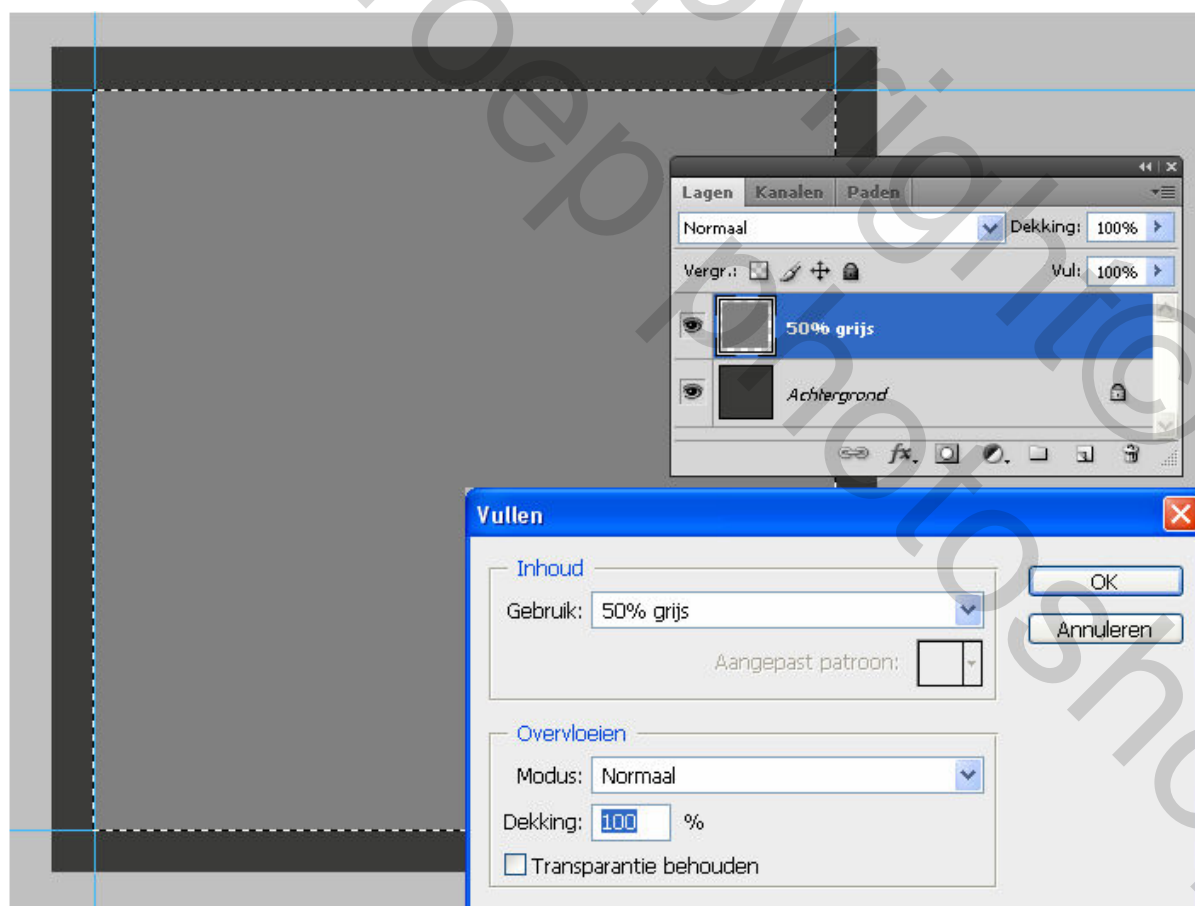 Lagen Kanalen Paden
Normaal Dekking: 100%
Vergr.: Vul: 100%
50% grijs
Achtergrond
fx.
Vullen
Inhoud
OK
Gebruik: 50% grijs
Annuleren
Aangepast patroon:
Overvloeien
Modus: Normaal
Dekking: 100 %
Transparantie behouden